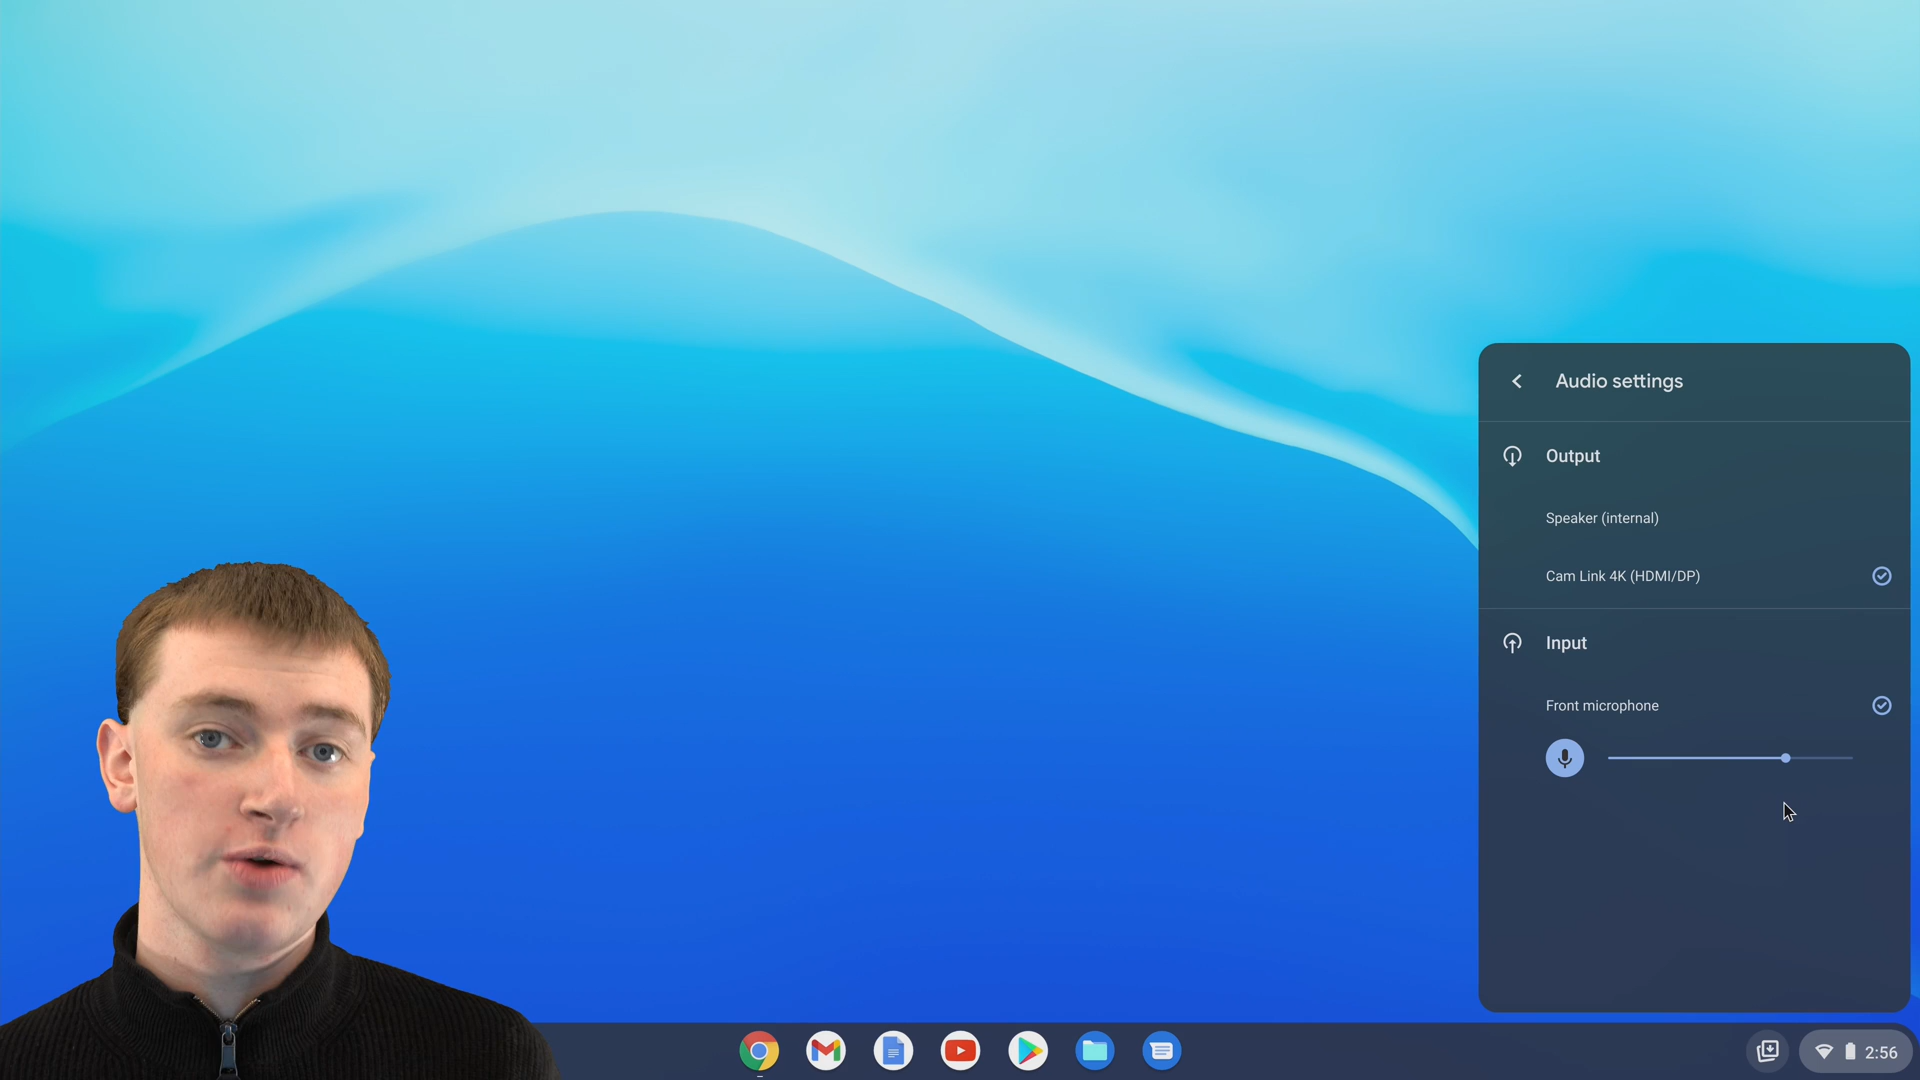 Audio settings
Output
Speaker (internal)
Cam Link 4K (HDMI/DP)
Input
Front microphone
2:56